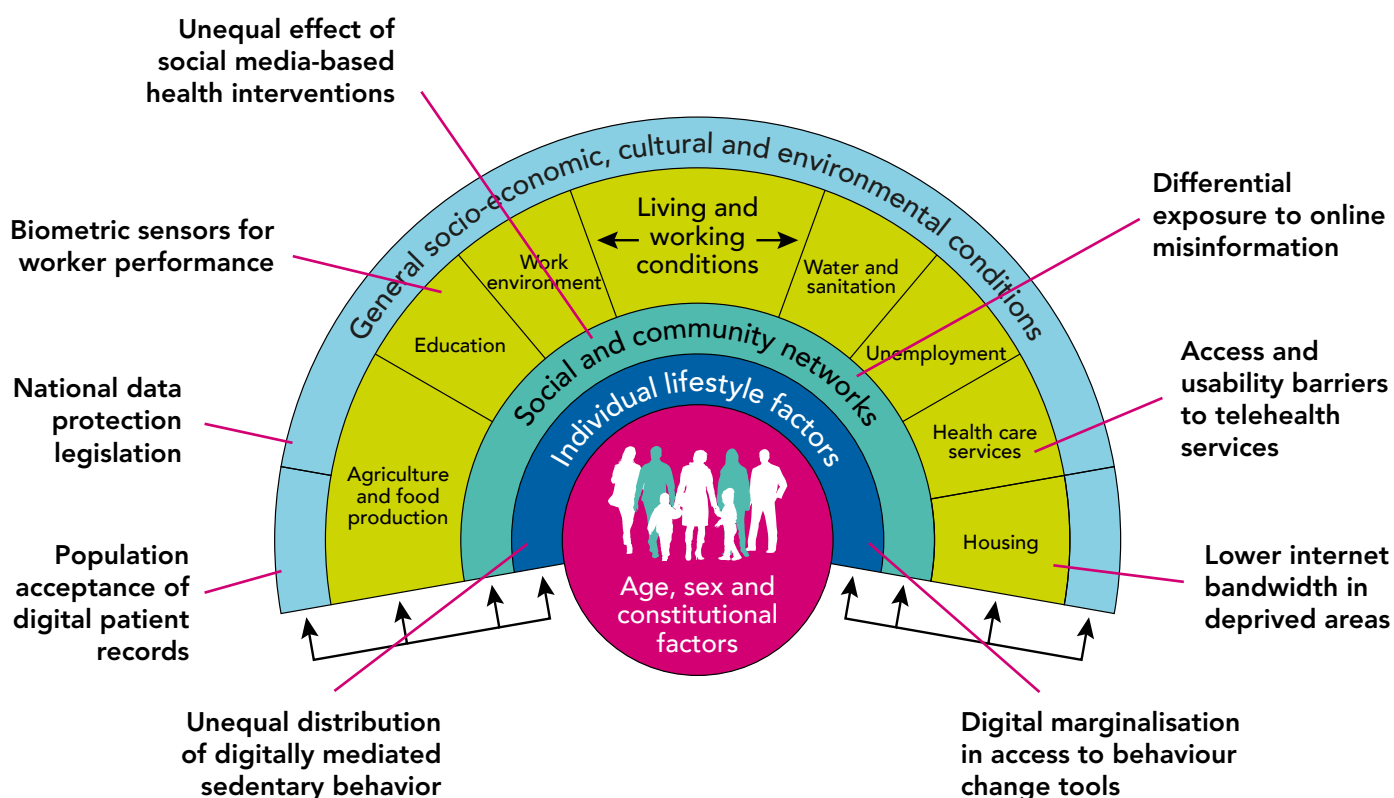 Unequal effect of
social media-based
health interventions
General socio-economic, cultural and environmental conditions
Differential
exposure to online
misinformation
Biometric sensors for
worker performance
Living and
working
conditions
Work
environment
Water and
sanitation
Education
Unemployment
Social and community networks
Access and
usability barriers
to telehealth
services
National data
protection
legislation
Individual lifestyle factors
Health care
services
Agriculture
and food
production
Housing
Population
acceptance of
digital patient
records
Age, sex and
constitutional
factors
Lower internet
bandwidth in
deprived areas
Unequal distribution
of digitally mediated
sedentary behavior
Digital marginalisation
in access to behaviour
change tools